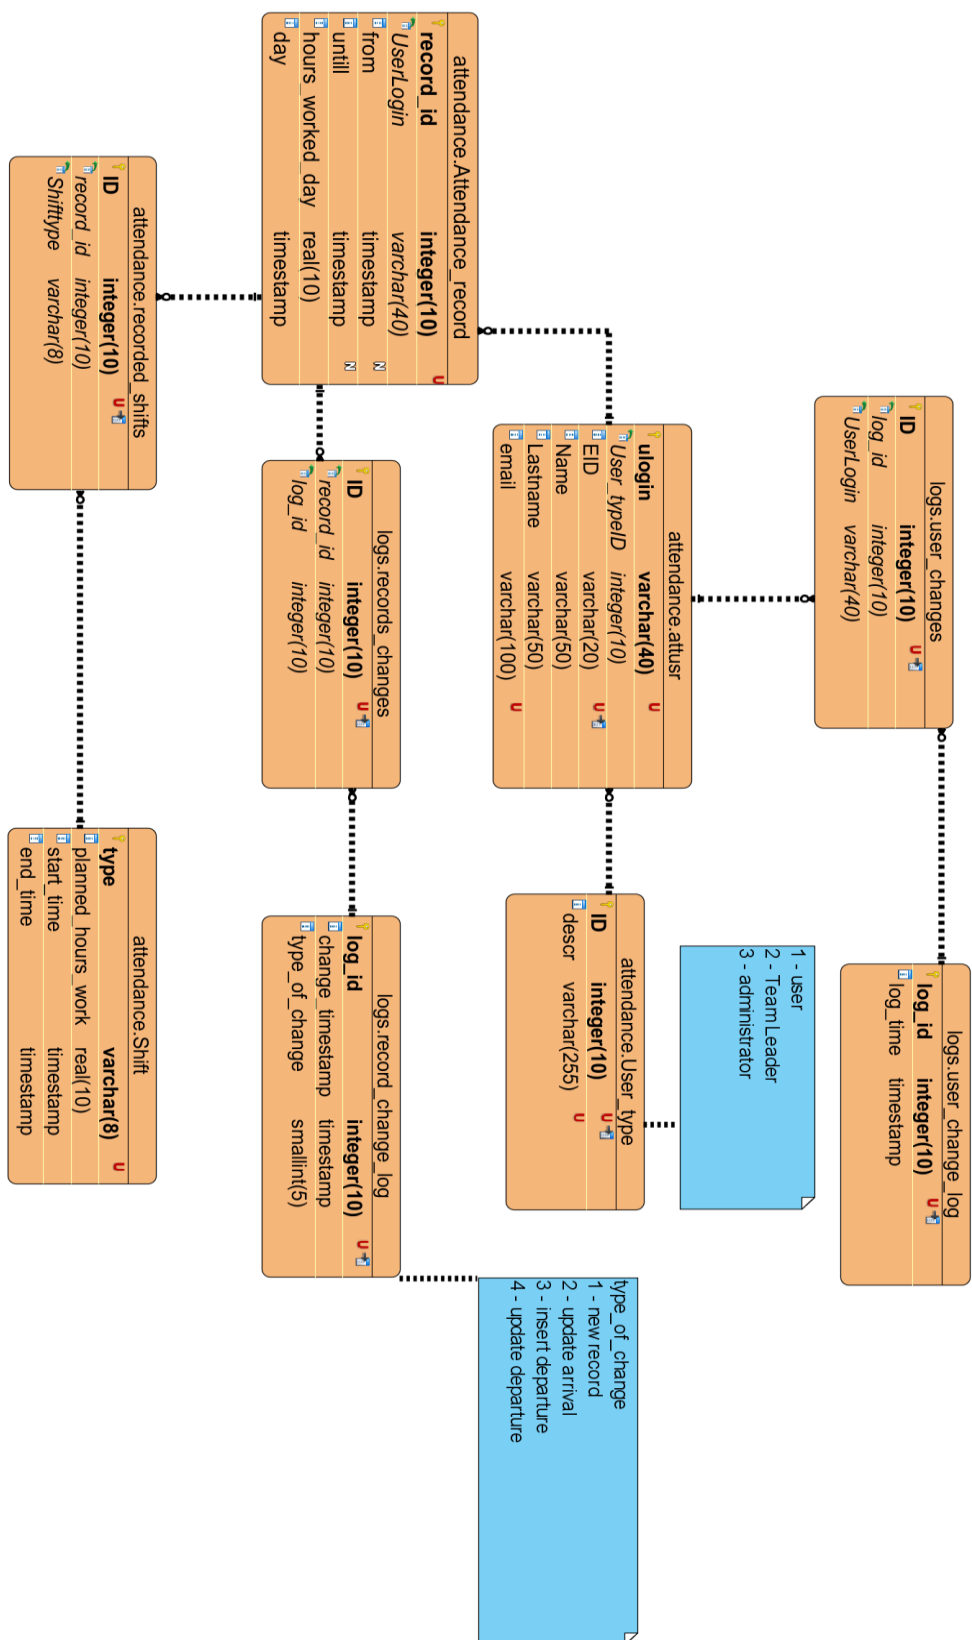 logs.user_changes
ID integer(10) U
log_id integer(10)
UserLogin varchar(40)
logs.user_change_log
log_id integer(10) U
log_time timestamp
1 - user
2 - Team Leader
3 - administrator
attendance.attusr
ulogin varchar(40) U
User_typeID integer(10)
EID varchar(20) U
Name varchar(50)
Lastname varchar(50)
email varchar(100) U
attendance.User_type
ID integer(10) U
descr varchar(255) U
type_of_change
1 - new record
2 - update arrival
3 - insert departure
4 - update departure
attendance.Attendance_record
record_id integer(10) U
UserLogin varchar(40)
from timestamp N
untill timestamp N
hours_worked_day real(10)
day timestamp
logs.records_changes
ID integer(10) U
record_id integer(10)
log_id integer(10)
logs.record_change_log
log_id integer(10) U
change_timestamp timestamp
type_of_change smallint(5)
attendance.recorded_shifts
ID integer(10) U
record_id integer(10)
Shifttype varchar(8)
attendance.Shift
type varchar(8) U
planned_hours_work real(10)
start_time timestamp
end_time timestamp